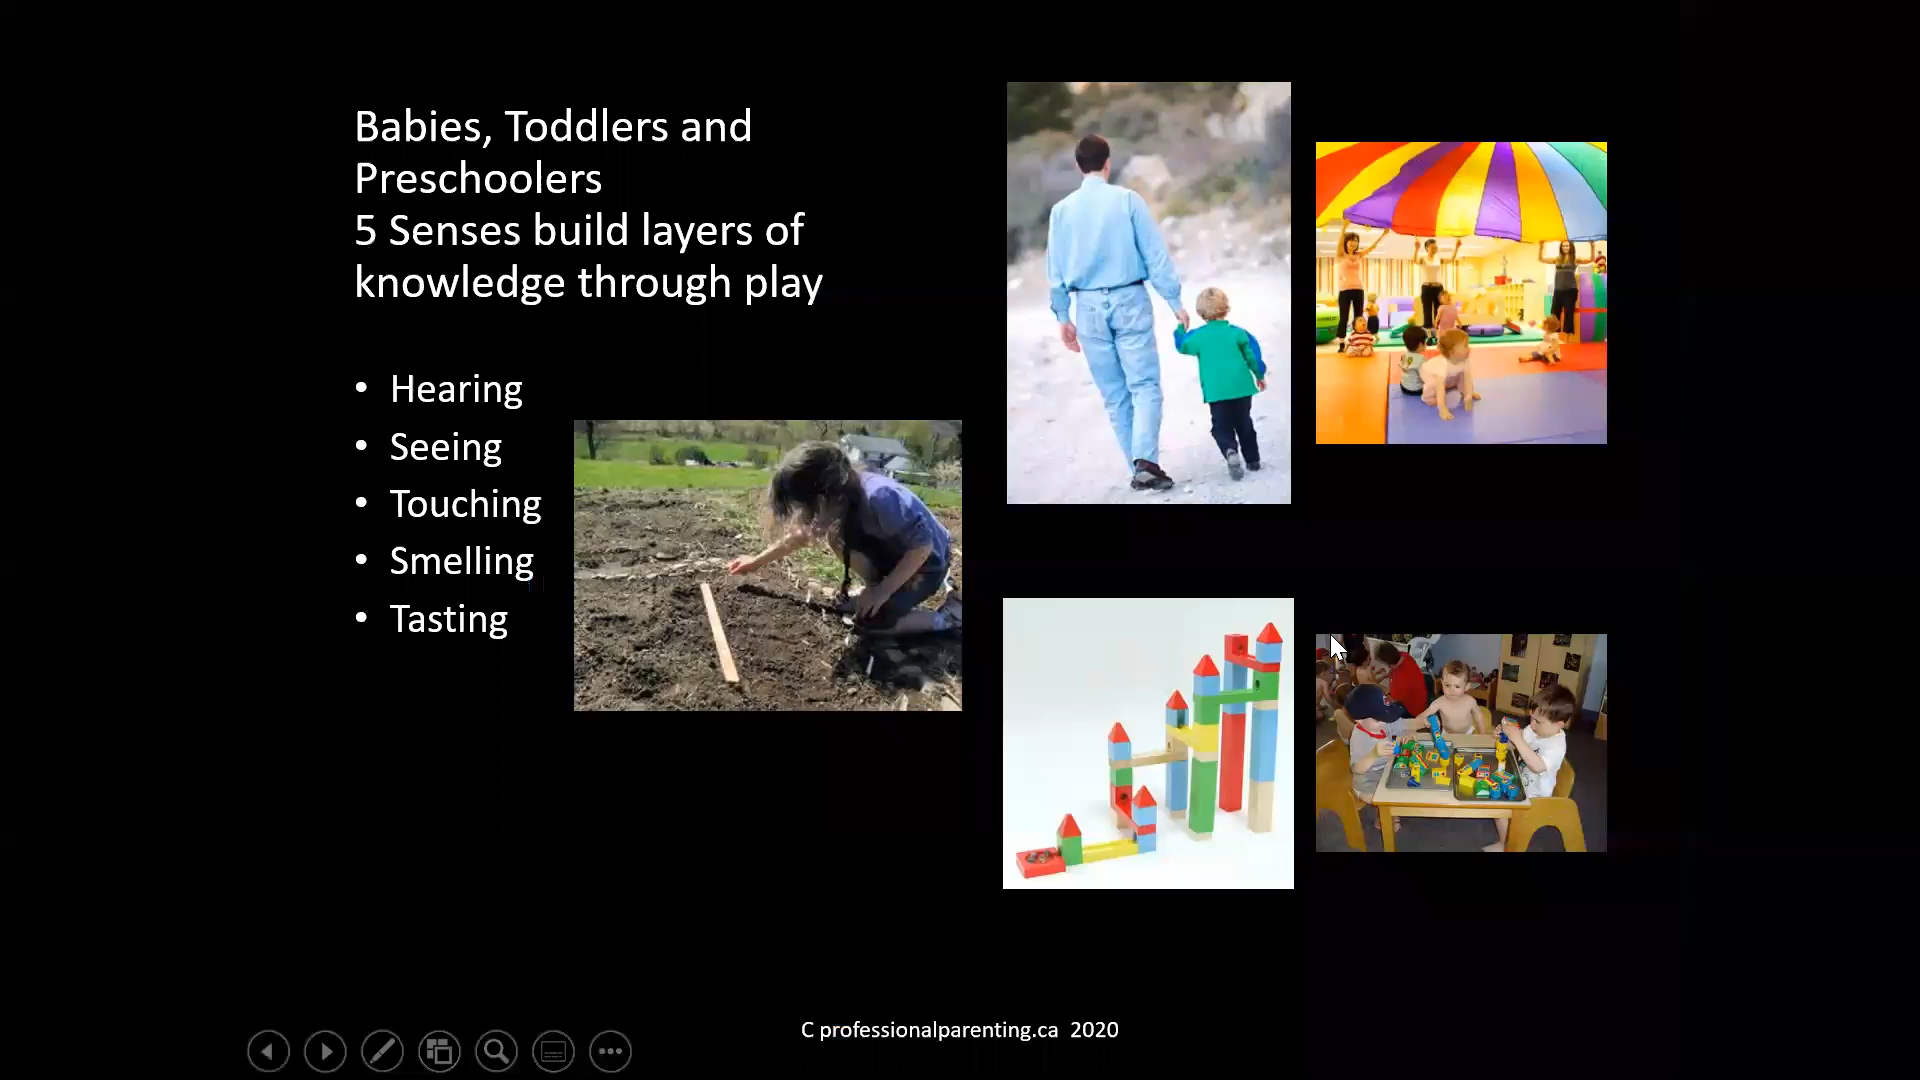 Babies, Toddlers and
Preschoolers
5 Senses build layers of
knowledge through play
• Hearing
• Seeing
• Touching
• Smelling
• Tasting
C professionalparenting.ca 2020